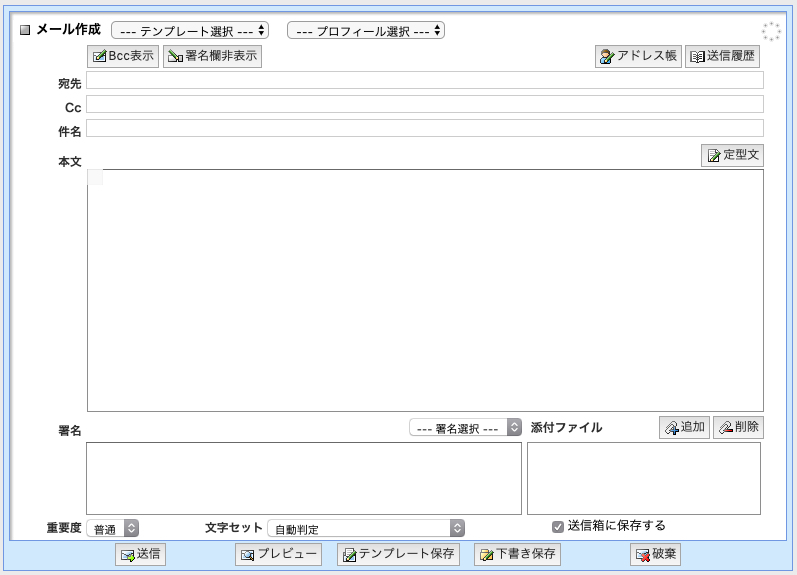 メール作成 --- テンプレート選択 --- --- プロフィール選択 ---
Bcc表示 署名欄非表示 アドレス帳 送信履歴
宛先
Cc
件名
定型文
本文
署名 --- 署名選択 --- 添付ファイル 追加 削除
重要度 普通 文字セット 自動判定 送信箱に保存する
送信 プレビュー テンプレート保存 下書き保存 破棄